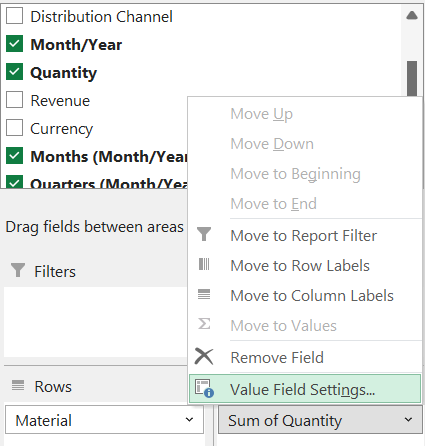 Distribution Channel
Month/Year
Quantity
Revenue
Currency
Months (Month/Year
Quarters (Month/Yea
Move Up
Move Down
Move to Beginning
Move to End
Move to Report Filter
Move to Row Labels
Move to Column Labels
Move to Values
Remove Field
Value Field Settings...
Drag fields between areas
Filters
Rows
Material
Sum of Quantity